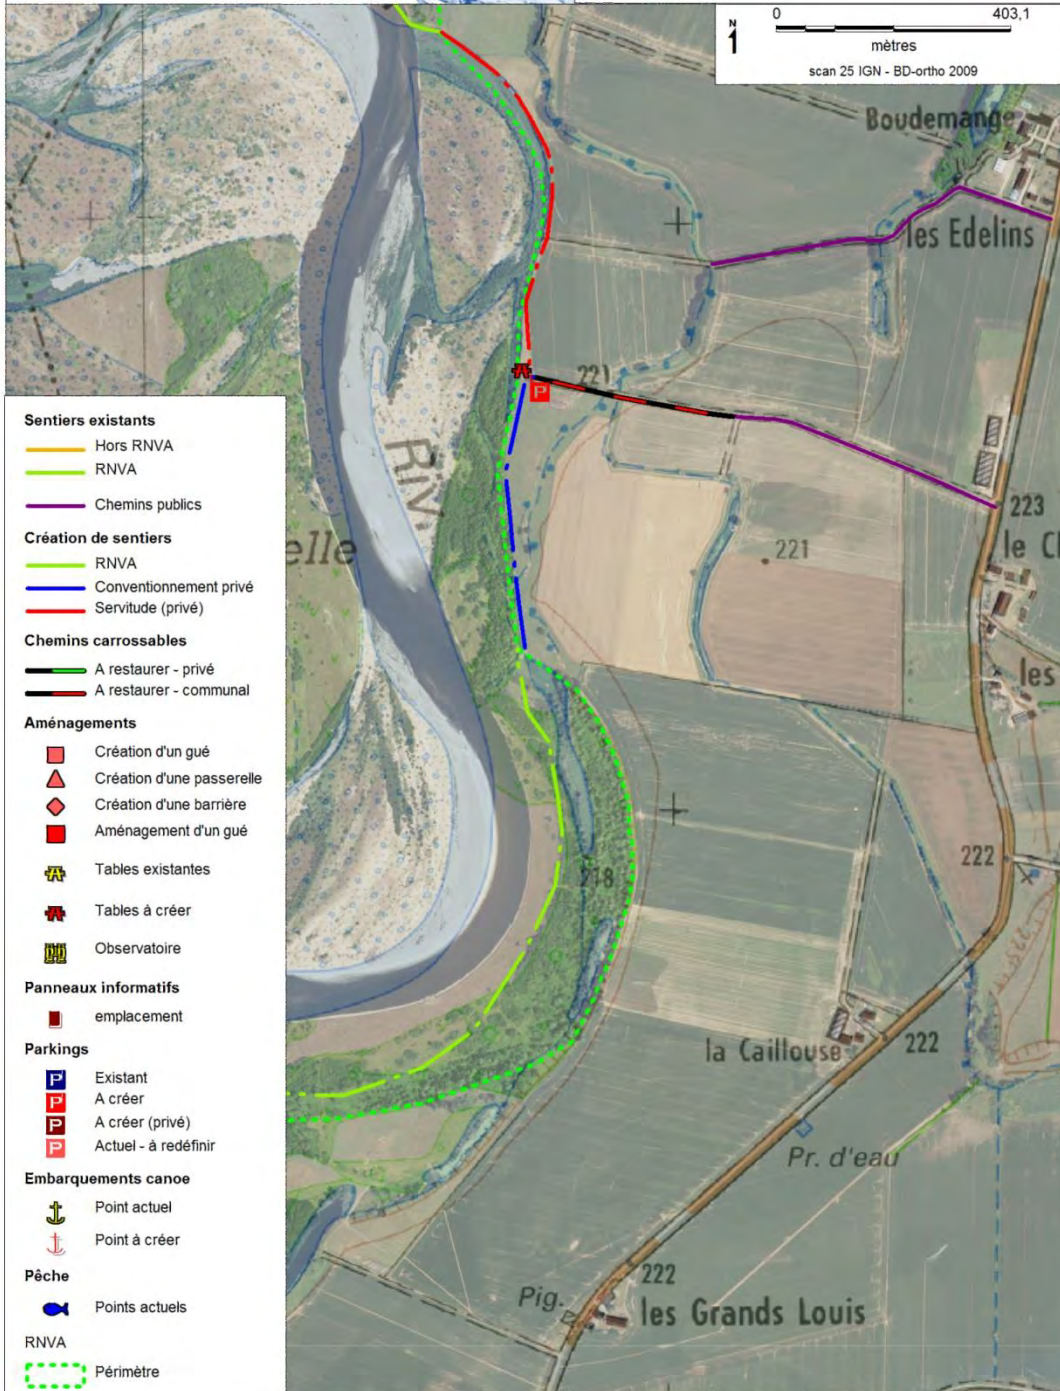 0 403,1
N
mètres
scan 25 IGN - BD-ortho 2009
Boudemange
les Edelins
221
P
Riv.
elle
223
le Cl
221
les
222
218
la Caillouse
222
Pr. d'eau
222
Pig.
les Grands Louis
Sentiers existants
Hors RNVA
RNVA
Chemins publics
Création de sentiers
RNVA
Conventionnement privé
Servitude (privé)
Chemins carrossables
A restaurer - privé
A restaurer - communal
Aménagements
Création d'un gué
Création d'une passerelle
Création d'une barrière
Aménagement d'un gué
Tables existantes
Tables à créer
Observatoire
Panneaux informatifs
emplacement
Parkings
P Existant
P A créer
P A créer (privé)
P Actuel - à redéfinir
Embarquements canoe
Point actuel
Point à créer
Pêche
Points actuels
RNVA
Périmètre